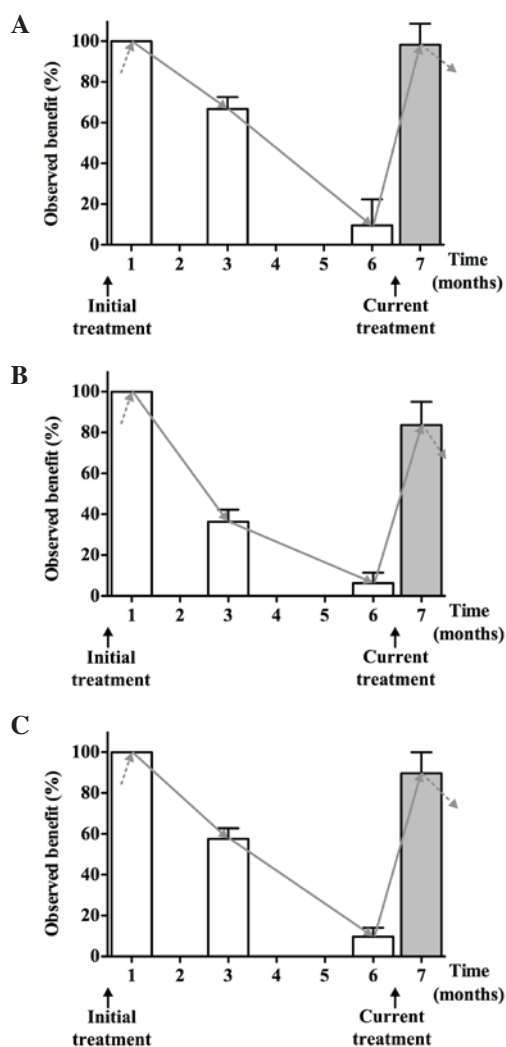 A
Observed benefit (%)
100
80
60
40
20
0
1 2 3 4 5 6 7
Time
(months)
Initial
treatment
Current
treatment
B
Observed benefit (%)
100
80
60
40
20
0
1 2 3 4 5 6 7
Time
(months)
Initial
treatment
Current
treatment
C
Observed benefit (%)
100
80
60
40
20
0
1 2 3 4 5 6 7
Time
(months)
Initial
treatment
Current
treatment